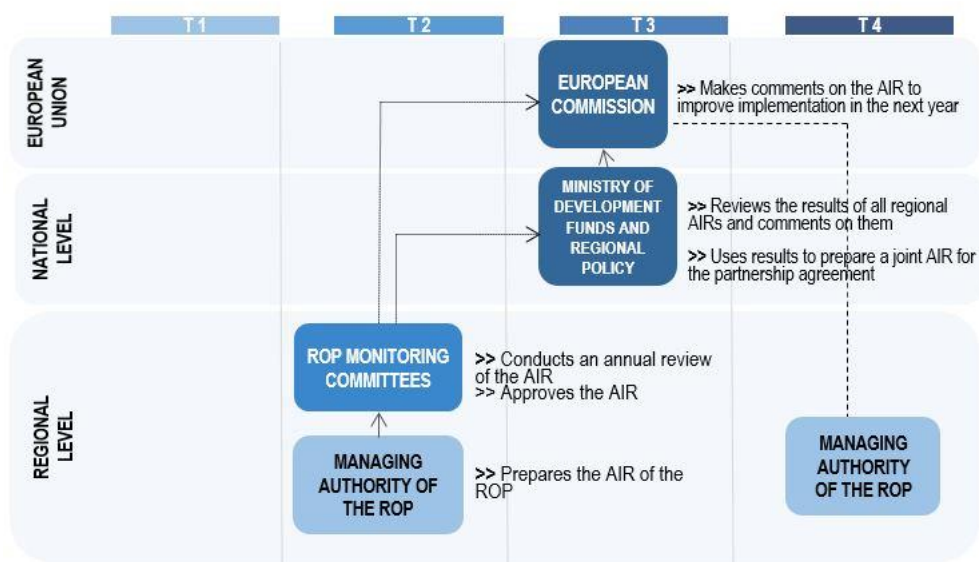 T 1
T 2
T 3
T 4
EUROPEAN
UNION
EUROPEAN
COMMISSION
>> Makes comments on the AIR to
improve implementation in the next year
NATIONAL
LEVEL
MINISTRY OF
DEVELOPMENT
FUNDS AND
REGIONAL
POLICY
>> Reviews the results of all regional
AIRs and comments on them
>> Uses results to prepare a joint AIR for
the partnership agreement
REGIONAL
LEVEL
ROP MONITORING
COMMITTEES
>> Conducts an annual review
of the AIR
>> Approves the AIR
MANAGING
AUTHORITY OF
THE ROP
>> Prepares the AIR of the
ROP
MANAGING
AUTHORITY
OF THE ROP